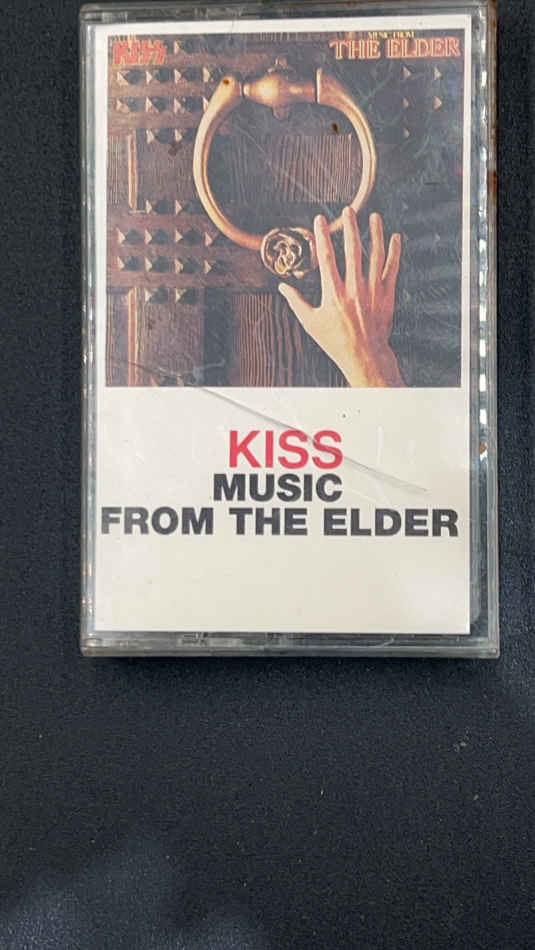 KISS
MUSIC FROM
THE ELDER
KISS
MUSIC
FROM THE ELDER